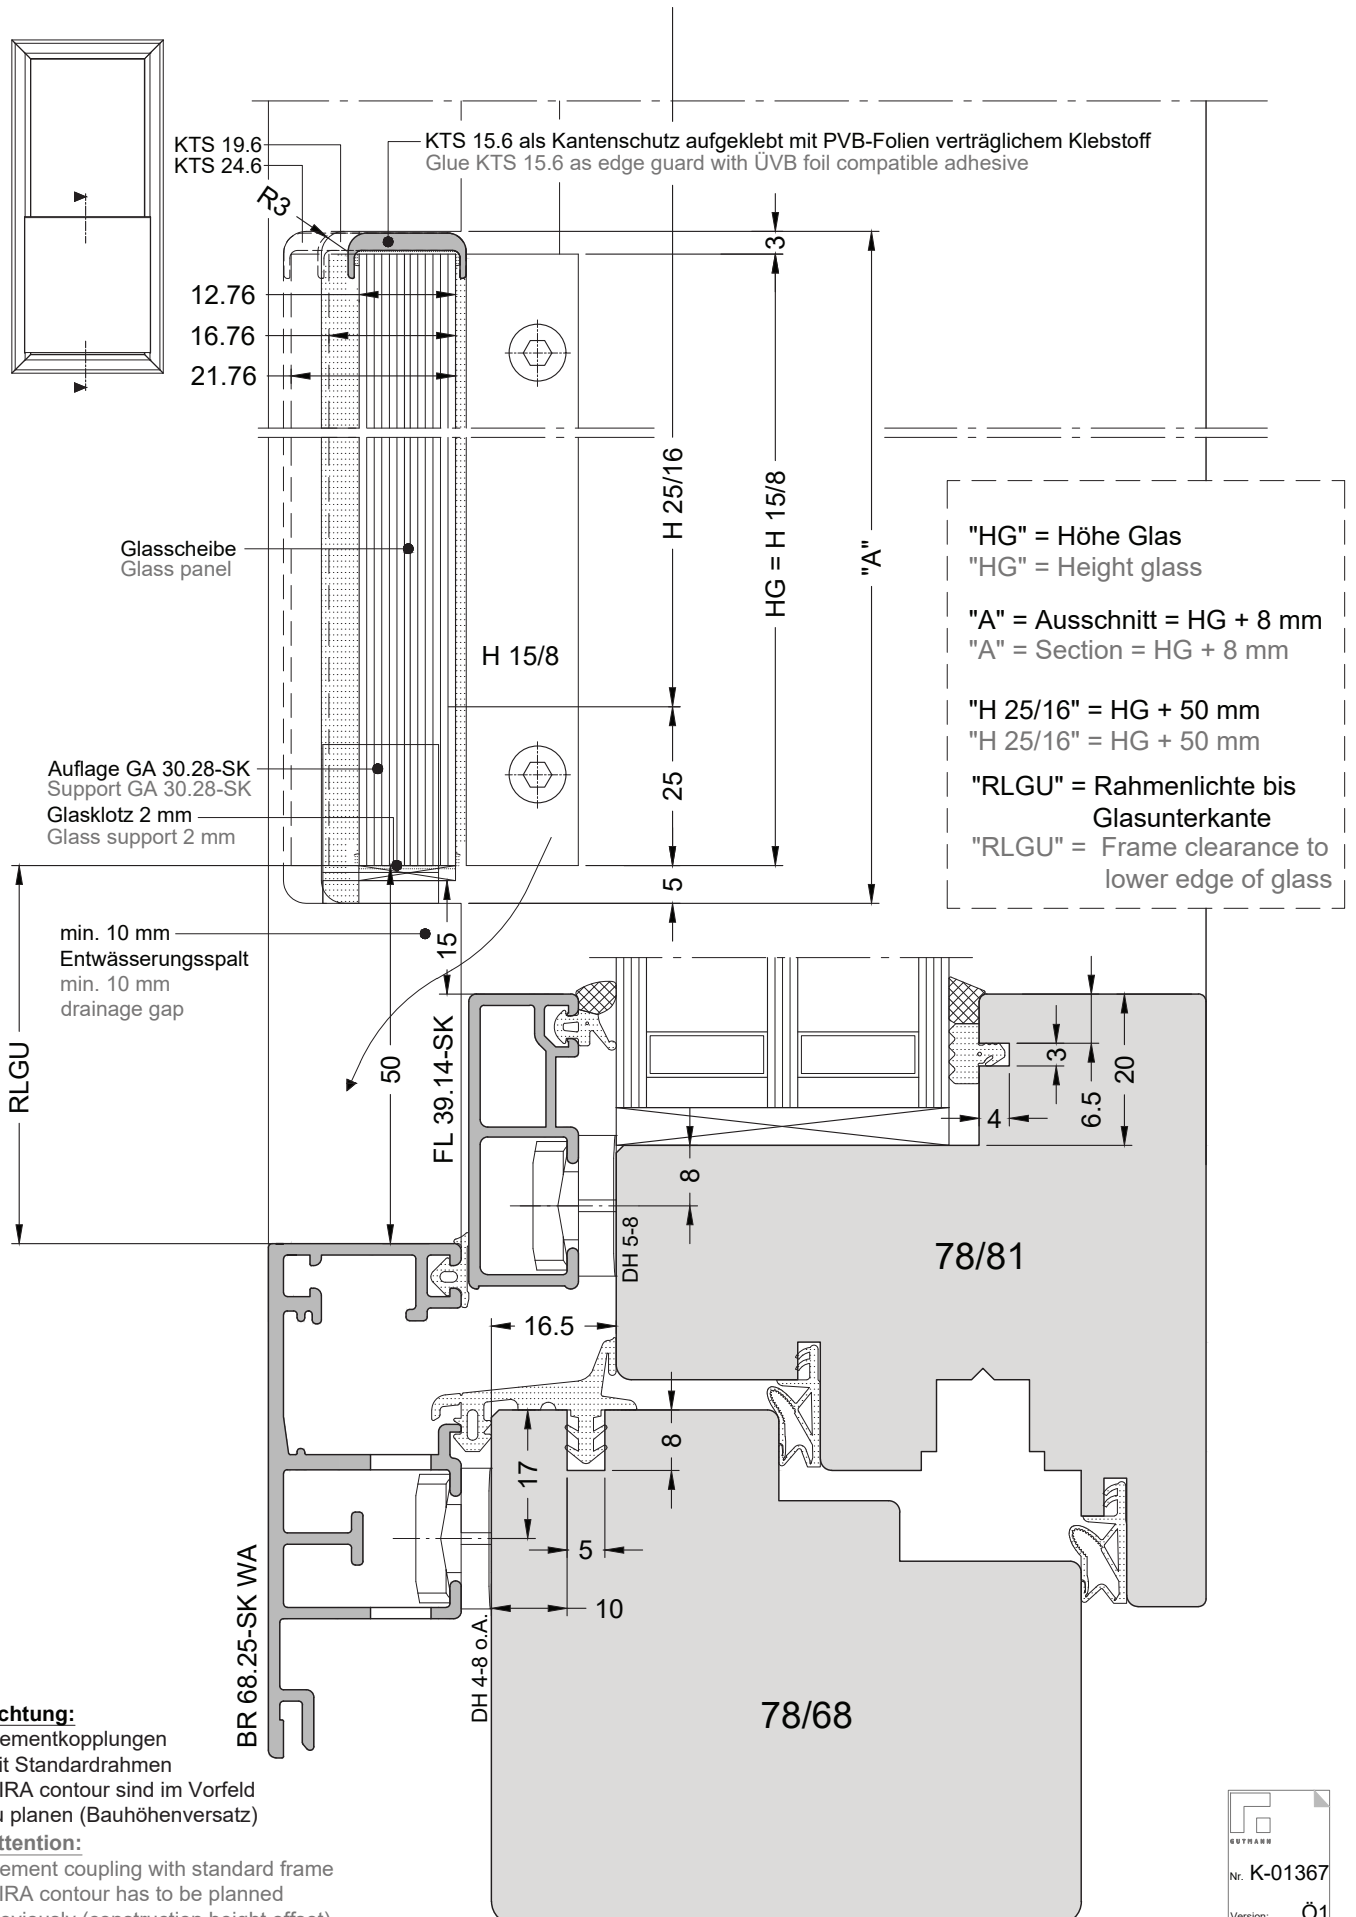 KTS 19.6
KTS 24.6
R3
KTS 15.6 als Kantenschutz aufgeklebt mit PVB-Folien verträglichem Klebstoff
Glue KTS 15.6 as edge guard with ÜVB foil compatible adhesive
3
12.76
16.76
21.76
H 25/16
HG = H 15/8
"A"
Glasscheibe
Glass panel
H 15/8
"HG" = Höhe Glas
"HG" = Height glass
"A" = Ausschnitt = HG + 8 mm
"A" = Section = HG + 8 mm
"H 25/16" = HG + 50 mm
"H 25/16" = HG + 50 mm
"RLGU" = Rahmenlichte bis
Glasunterkante
"RLGU" = Frame clearance to
lower edge of glass
Auflage GA 30.28-SK
Support GA 30.28-SK
Glasklotz 2 mm
Glass support 2 mm
25
5
min. 10 mm
Entwässerungsspalt
min. 10 mm
drainage gap
15
RLGU
50
FL 39.14-SK
3
4
6.5
20
8
DH 5-8
78/81
16.5
8
17
5
10
BR 68.25-SK WA
DH 4-8 o.A.
78/68
chtung:
ementkopplungen
it Standardrahmen
IRA contour sind im Vorfeld
u planen (Bauhöhenversatz)
ttention:
ement coupling with standard frame
IRA contour has to be planned
eviously (construction height offset)
GUTMANN
Nr. K-01367
Version: Ö1